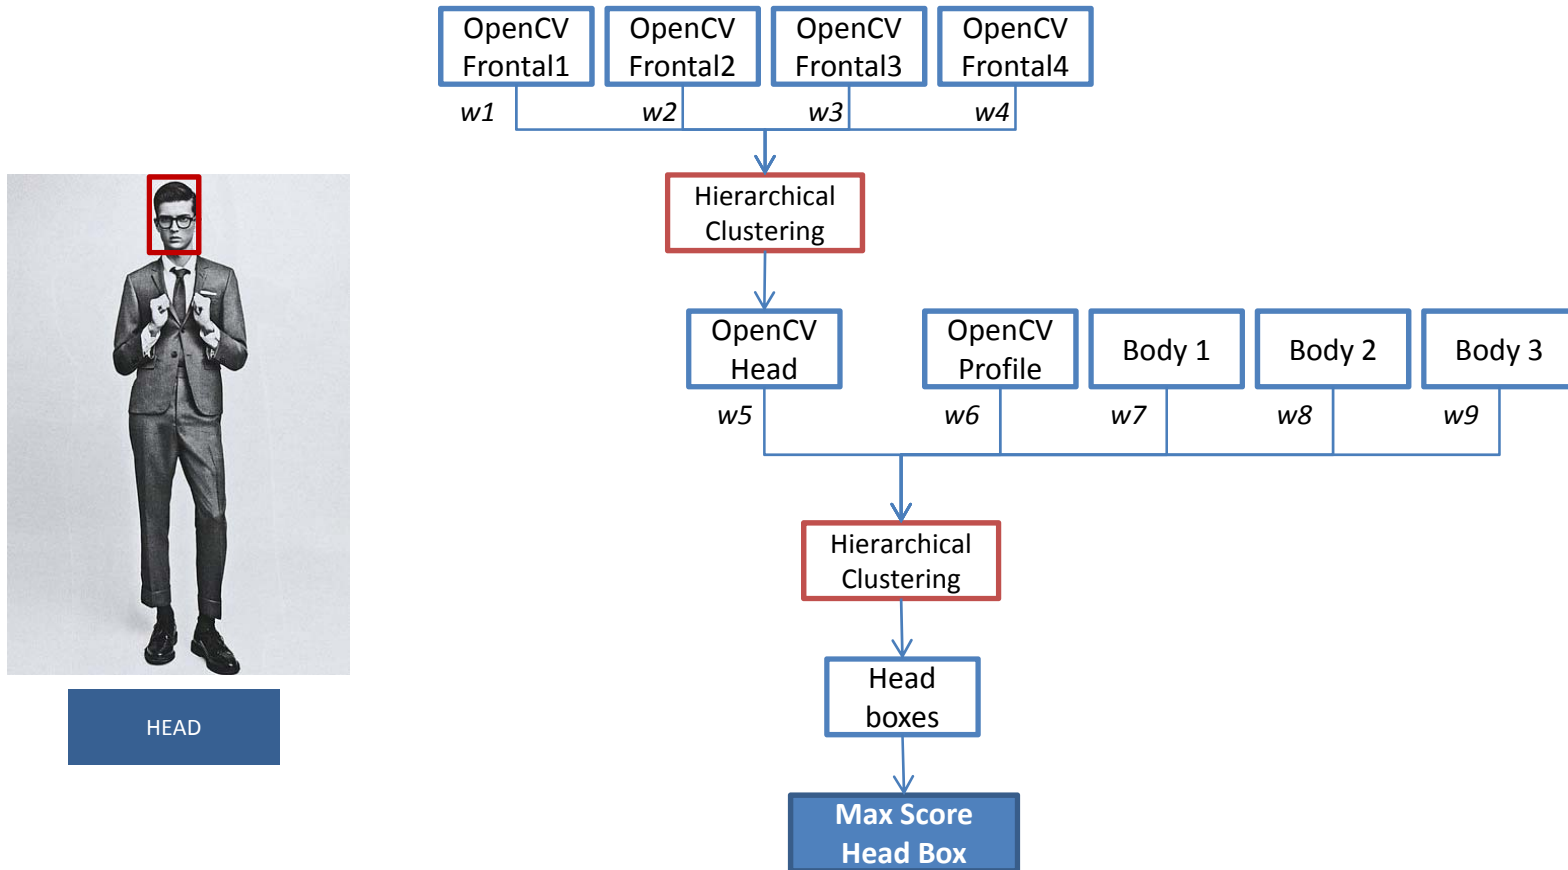 OpenCV
Frontal1
OpenCV
Frontal2
OpenCV
Frontal3
OpenCV
Frontal4
w1
w2
w3
w4
Hierarchical
Clustering
OpenCV
Head
OpenCV
Profile
Body 1
Body 2
Body 3
w5
w6
w7
w8
w9
Hierarchical
Clustering
Head
boxes
HEAD
Max Score
Head Box